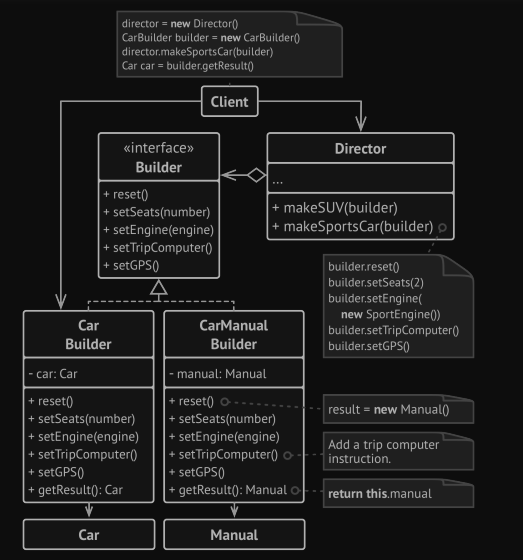 director = new Director()
CarBuilder builder = new CarBuilder()
director.makeSportsCar(builder)
Car car = builder.getResult()
Client
«interface»
Builder
+ reset()
+ setSeats(number)
+ setEngine(engine)
+ setTripComputer()
+ setGPS()
Director
...
+ makeSUV(builder)
+ makeSportsCar(builder)
builder.reset()
builder.setSeats(2)
builder.setEngine(
new SportEngine())
builder.setTripComputer()
builder.setGPS()
Car
Builder
- car: Car
+ reset()
+ setSeats(number)
+ setEngine(engine)
+ setTripComputer()
+ setGPS()
+ getResult(): Car
CarManual
Builder
- manual: Manual
+ reset()
+ setSeats(number)
+ setEngine(engine)
+ setTripComputer()
+ setGPS()
+ getResult(): Manual
result = new Manual()
Add a trip computer
instruction.
return this.manual
Car
Manual